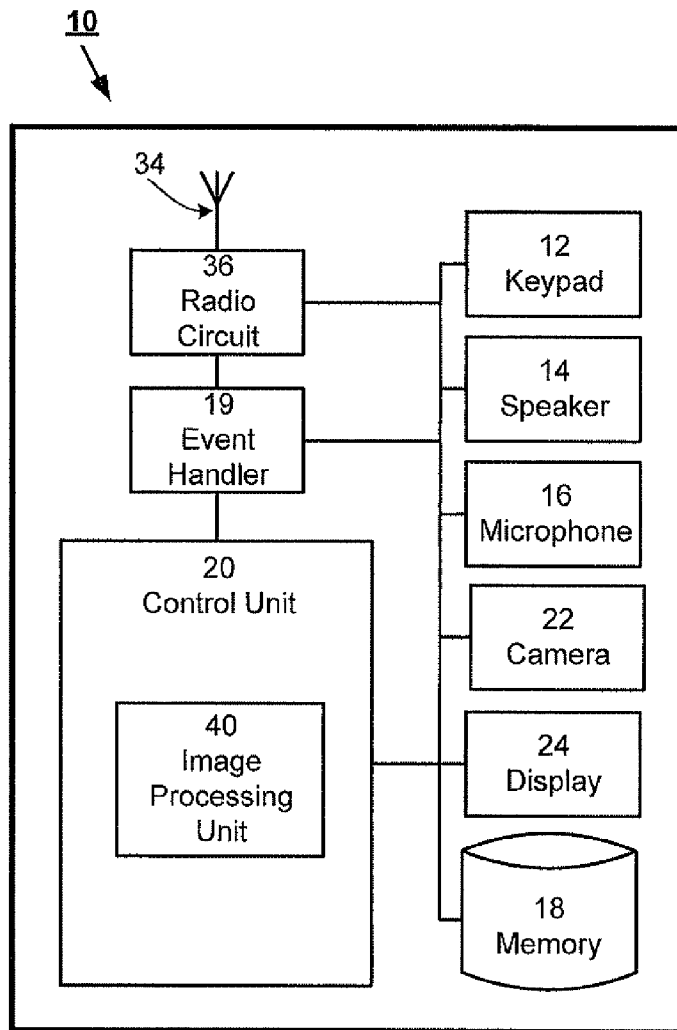 10
34
36
Radio
Circuit
19
Event
Handler
20
Control Unit
40
Image
Processing
Unit
12
Keypad
14
Speaker
16
Microphone
22
Camera
24
Display
18
Memory